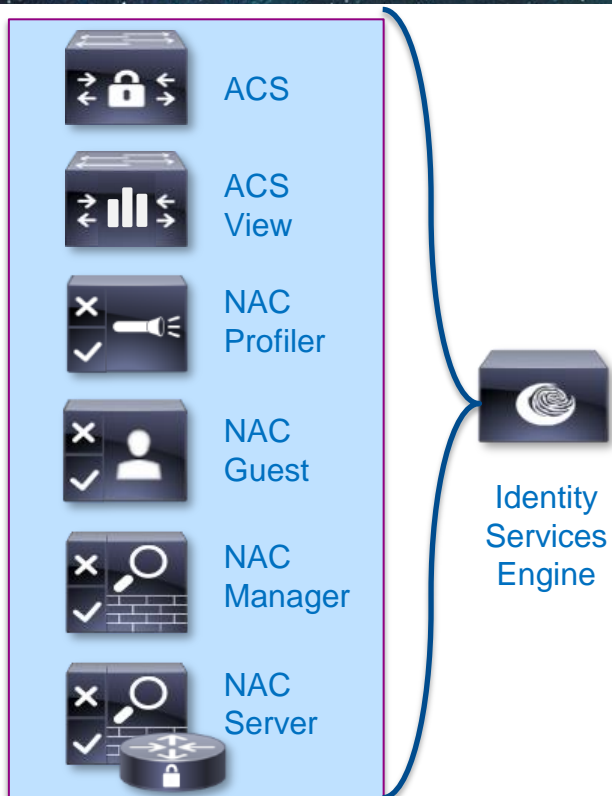 ACS
ACS
View
NAC
Profiler
NAC
Guest
NAC
Manager
NAC
Server
Identity
Services
Engine